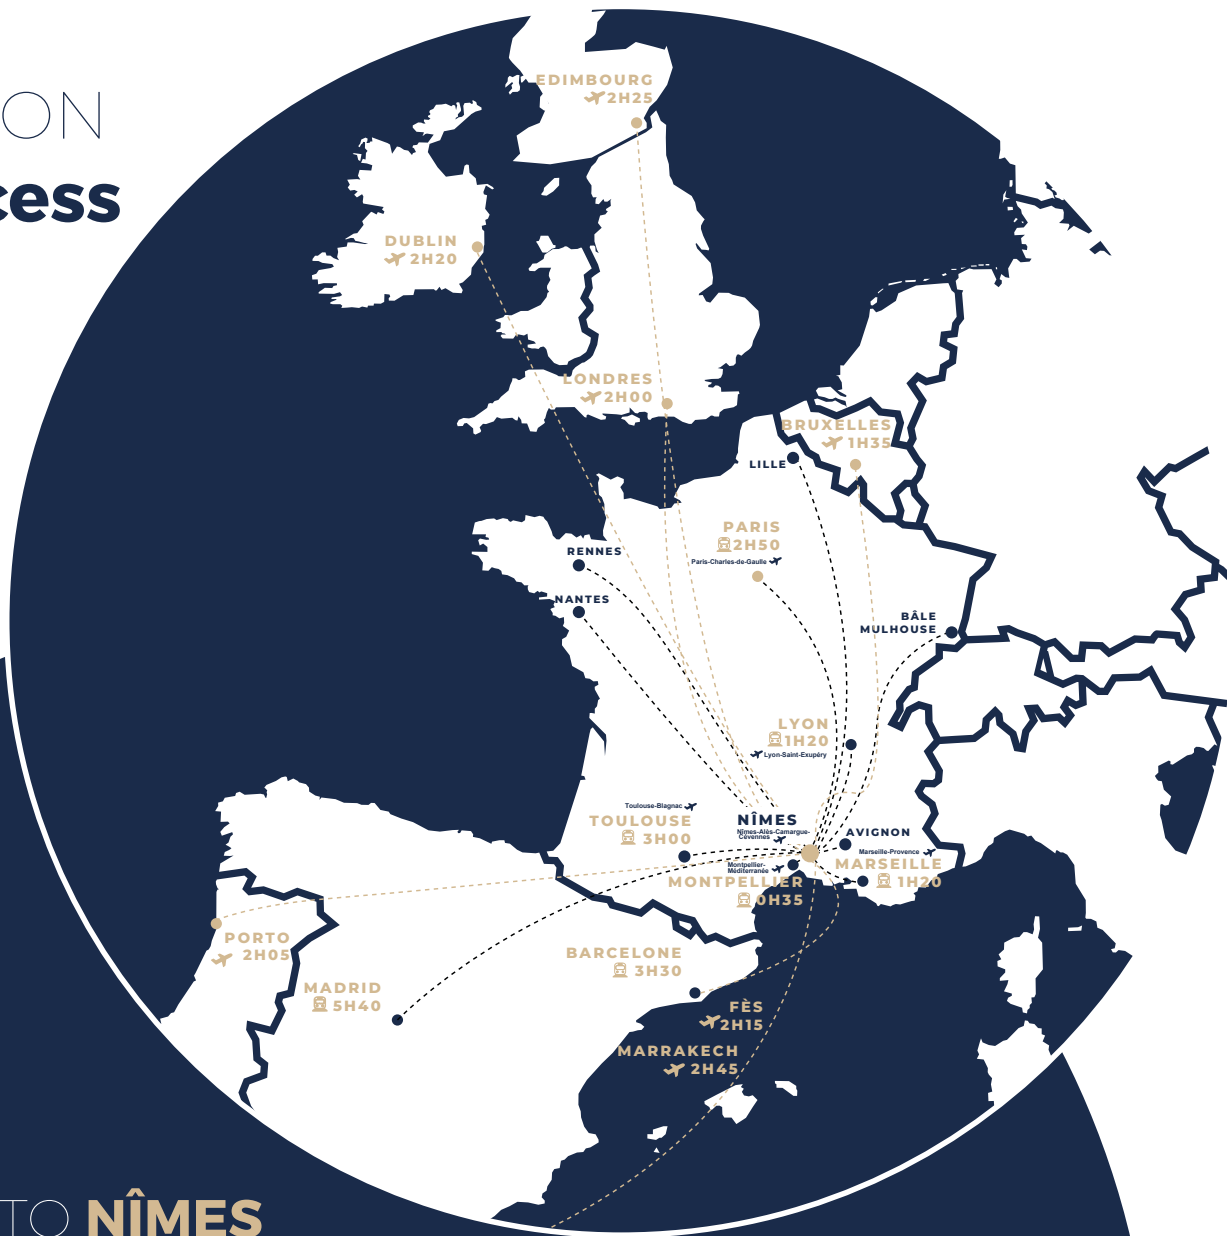 ON
cess
EDIMBOURG
2H25
DUBLIN
2H20
LONDRES
2H00
BRUXELLES
1H35
LILLE
PARIS
2H50
Paris-Charles-de-Gaulle
RENNES
NANTES
BÂLE
MULHOUSE
LYON
1H20
Lyon-Saint-Exupéry
Toulouse-Blagnac
TOULOUSE
3H00
NÎMES
Nîmes-Alès-Camargue-
Cévennes
AVIGNON
Marseille-Provence
MARSEILLE
1H20
Montpellier-
Méditerranée
MONTPELLIER
0H35
PORTO
2H05
BARCELONE
3H30
MADRID
5H40
FÈS
2H15
MARRAKECH
2H45
TO NÎMES